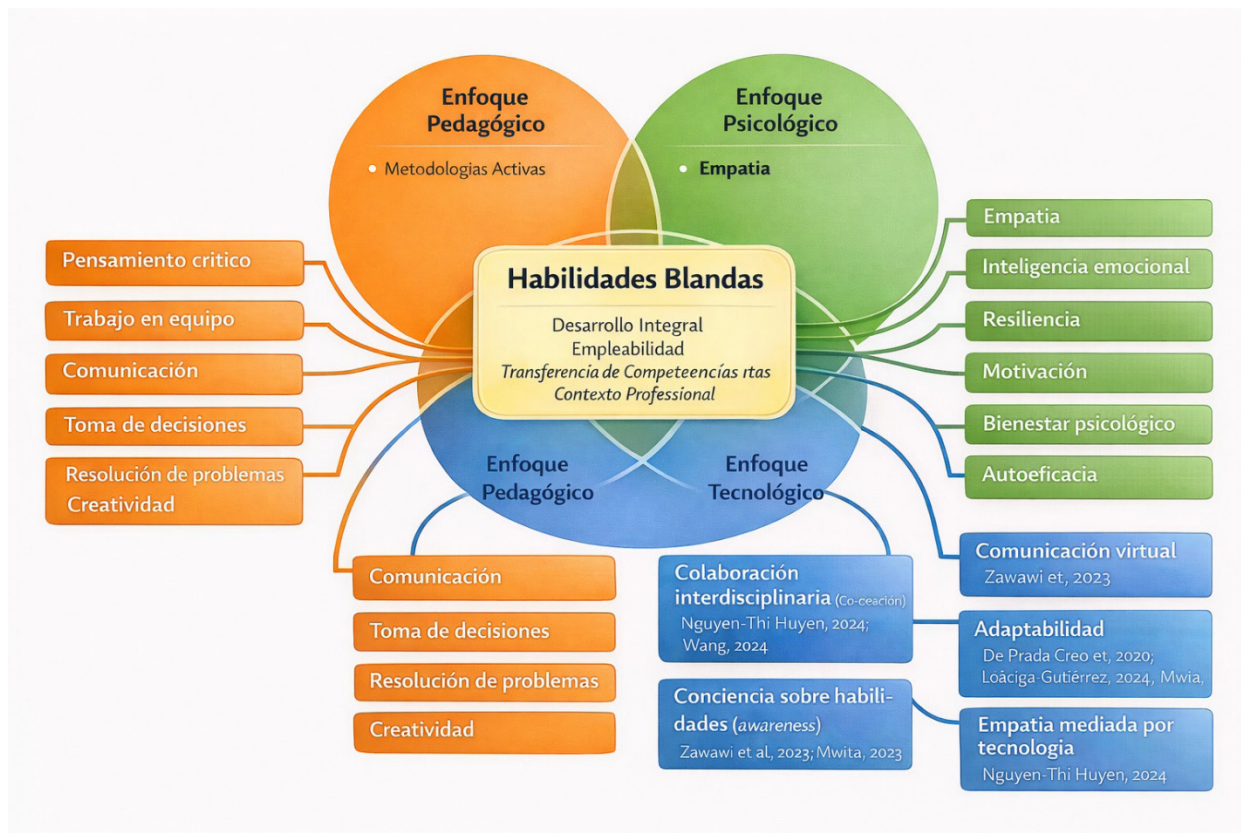 Enfoque
Pedagógico
• Metodologias Activas
Enfoque
Psicológico
• Empatia
Habilidades Blandas
Desarrollo Integral
Empleabilidad
Transferencia de Competeencías rtas
Contexto Professional
Pensamiento critico
Trabajo en equipo
Comunicación
Toma de decisiones
Resolución de problemas
Creatividad
Empatia
Inteligencia emocional
Resiliencia
Motivación
Bienestar psicológico
Autoeficacia
Enfoque
Pedagógico
Enfoque
Tecnológico
Comunicación
Toma de decisiones
Resolución de problemas
Creatividad
Colaboración
interdisciplinaria (Co-ceación)
Nguyen-Thi Huyen, 2024;
Wang, 2024
Conciencia sobre habili-
dades (awareness)
Zawawi et al, 2023; Mwita, 2023
Comunicación virtual
Zawawi et, 2023
Adaptabilidad
De Prada Creo et, 2020;
Loáciga-Gutiérrez, 2024, Mwia,
Empatia mediada por
tecnologia
Nguyen-Thi Huyen, 2024